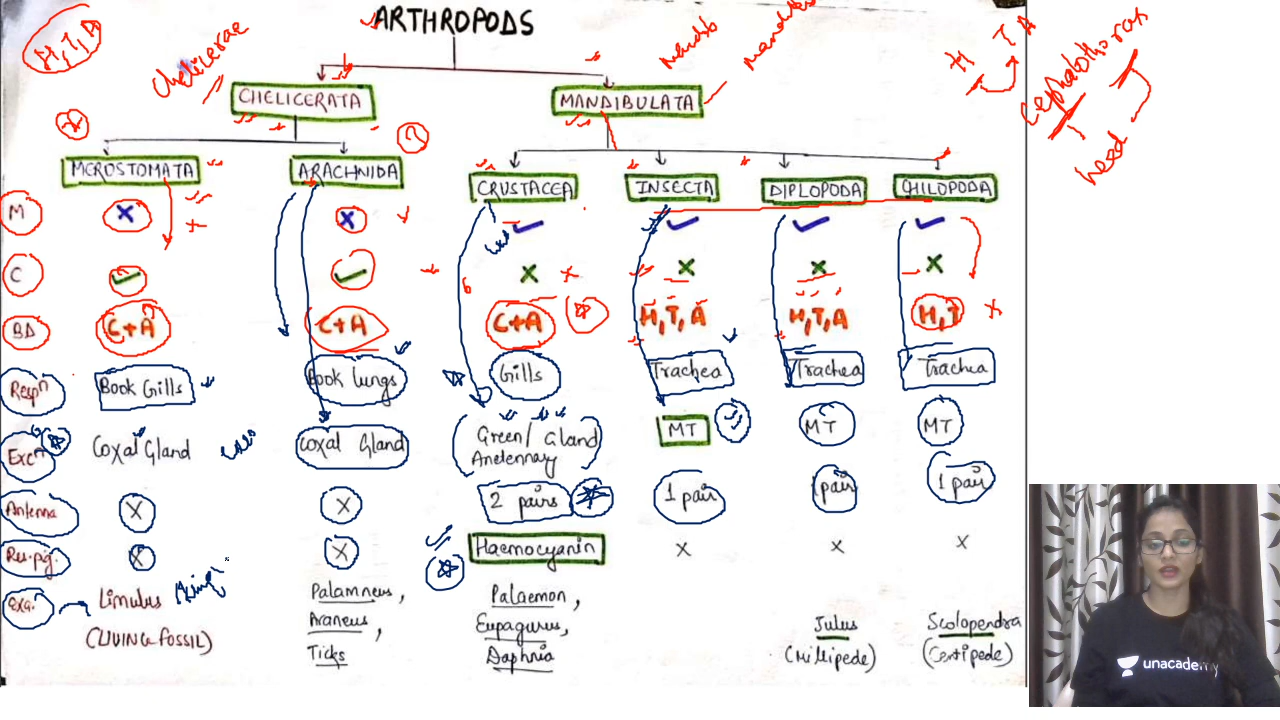 ARTHROPODS
H, T, A
Chelicerae
mandib
H T A
Cephalothorax
head
CHELICERATA
MANDIBULATA
MEROSTOMATA
ARACHNIDA
CRUSTACEA
INSECTA
DIPLOPODA
CHILOPODA
M X X ✓ ✓ ✓ ✓
C ✓ ✓ X X X X
BD C+A C+A C+A H,T,A H,T,A H,T
Respn Book Gills Book lungs Gills Trachea Trachea Trachea
Excn Coxal Gland Coxal Gland Green/ Gland MT MT MT
Antennary
Antenna X X 2 pairs 1 pair 1 pair 1 pair
Res.pig. X X Haemocyanin X X X
exa. Limulus Palamneus, Palaemon, Julus Scolopendra
(LIVING FOSSIL) Araneus, Eupagurus, (Millipede) (Centipede)
Ticks Daphnia
unacademy